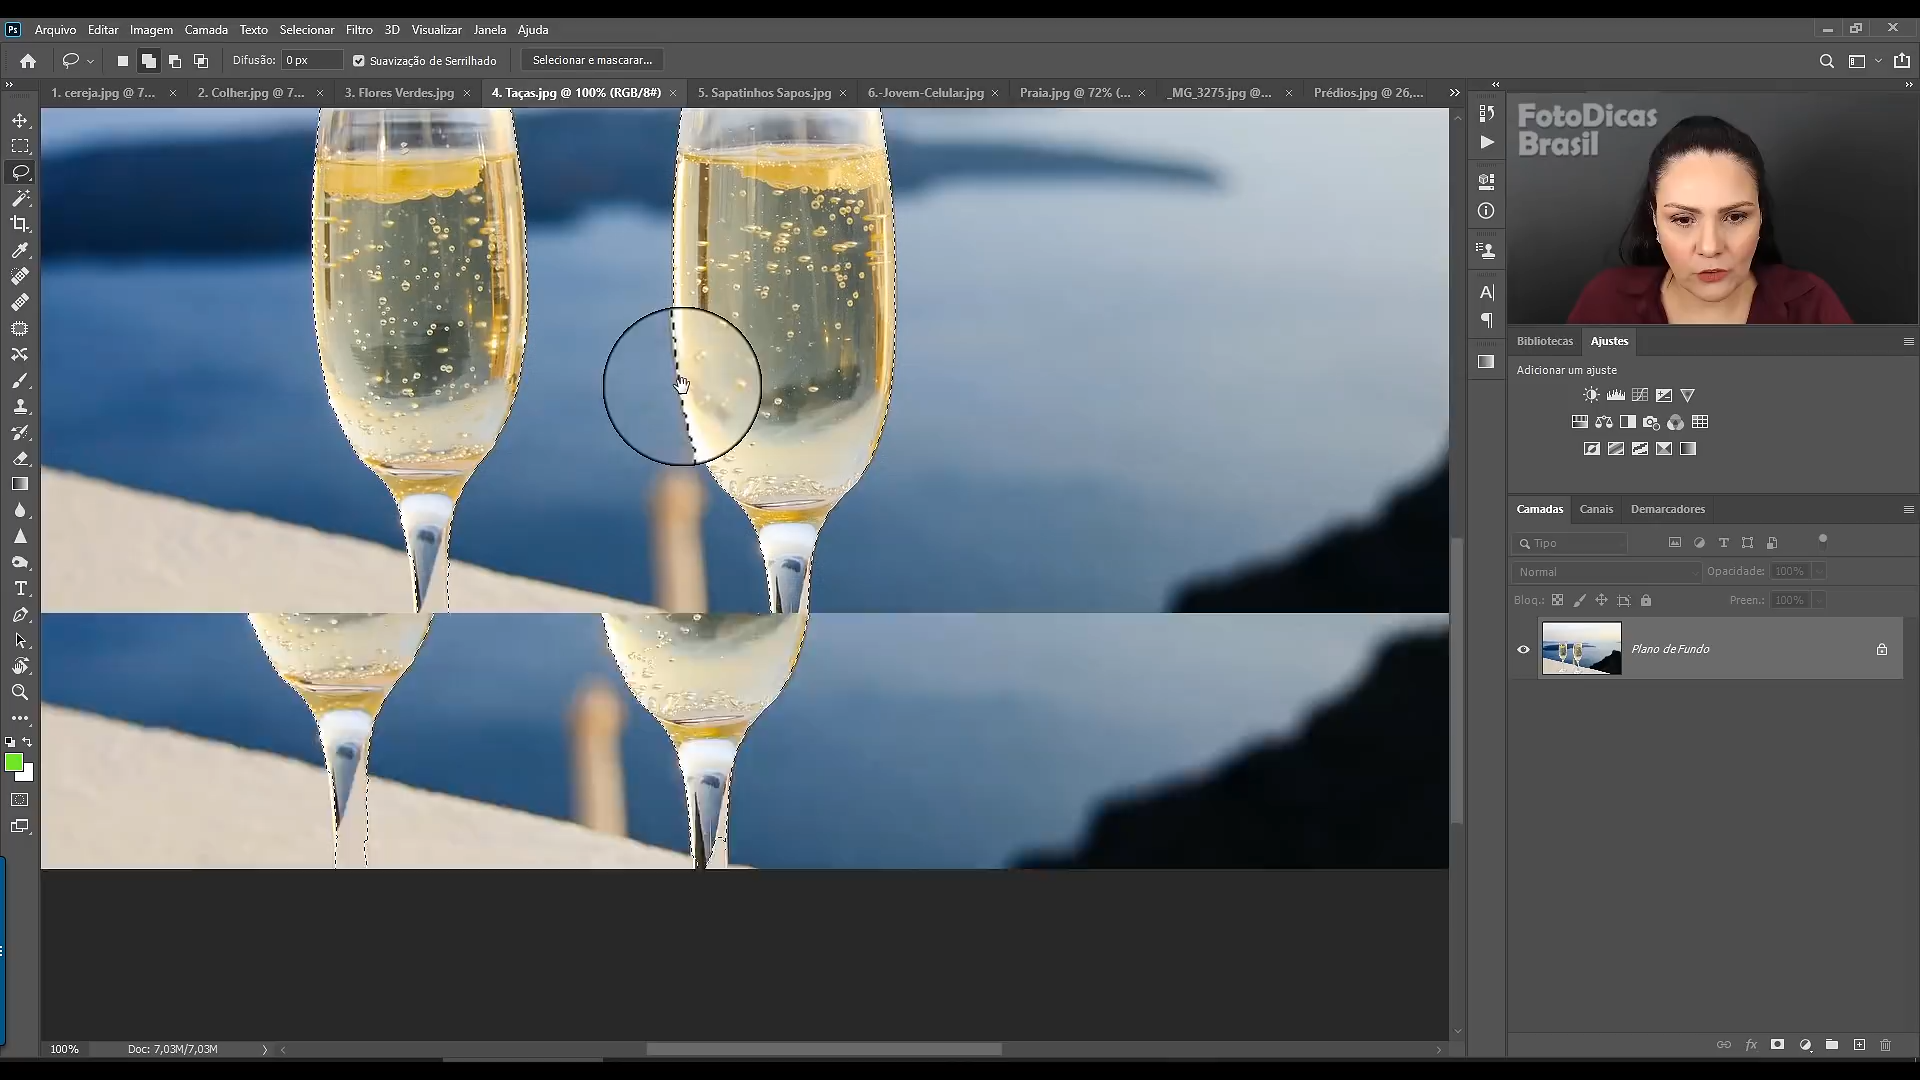 Ps Arquivo Editar Imagem Camada Texto Selecionar Filtro 3D Visualizar Janela Ajuda
Difusão: 0 px Suavização de Serrilhado Selecionar e mascarar...
1. cereja.jpg @ 7... 2. Colher.jpg @ 7... 3. Flores Verdes.jpg 4. Taças.jpg @ 100% (RGB/8#) 5. Sapatinhos Sapos.jpg 6.-Jovem-Celular.jpg Praia.jpg @ 72% (... _MG_3275.jpg @... Prédios.jpg @ 26,...
FotoDicas
Brasil
Bibliotecas Ajustes
Adicionar um ajuste
Camadas Canais Demarcadores
Tipo
Normal Opacidade: 100%
Bloq.: Preen.: 100%
Plano de Fundo
100% Doc: 7,03M/7,03M